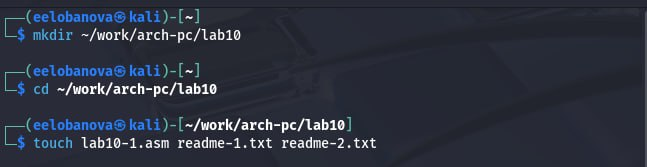 ┌──(eelobanova㉿kali)-[~]
└─$ mkdir ~/work/arch-pc/lab10
┌──(eelobanova㉿kali)-[~]
└─$ cd ~/work/arch-pc/lab10
┌──(eelobanova㉿kali)-[~/work/arch-pc/lab10]
└─$ touch lab10-1.asm readme-1.txt readme-2.txt